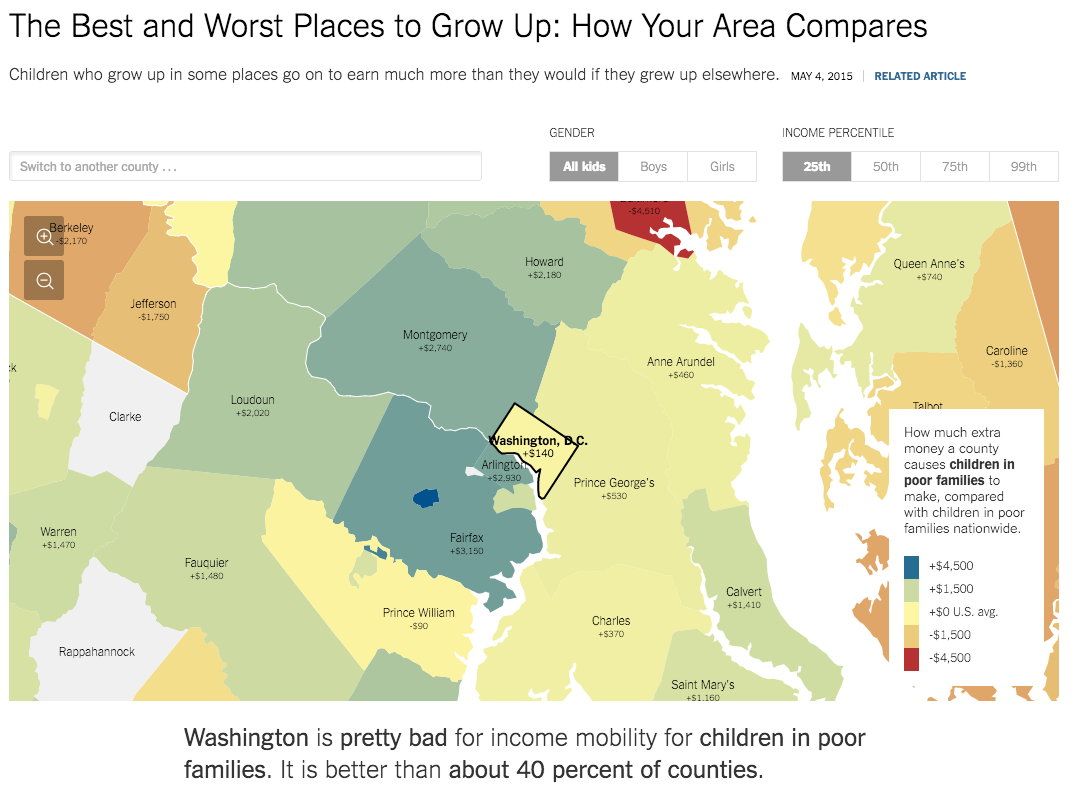 The Best and Worst Places to Grow Up: How Your Area Compares
Children who grow up in some places go on to earn much more than they would if they grew up elsewhere. MAY 4, 2015 | RELATED ARTICLE
GENDER
INCOME PERCENTILE
Switch to another county ...
All kids Boys Girls
25th 50th 75th 99th
-$4,510
Berkeley
-$2,170
Howard
+$2,180
Queen Anne's
+$740
Jefferson
-$1,750
Montgomery
+$2,740
Anne Arundel
+$460
Caroline
-$1,360
Loudoun
+$2,020
Clarke
Talbot
Washington, D.C.
+$140
Arlington
+$2,930
Prince George's
+$530
Warren
+$1,470
Fairfax
+$3,150
Fauquier
+$1,480
Calvert
+$1,410
Prince William
-$90
Charles
+$370
Rappahannock
Saint Mary's
+$1,160
How much extra
money a county
causes children in
poor families to
make, compared
with children in poor
families nationwide.
+$4,500
+$1,500
+$0 U.S. avg.
-$1,500
-$4,500
Washington is pretty bad for income mobility for children in poor
families. It is better than about 40 percent of counties.